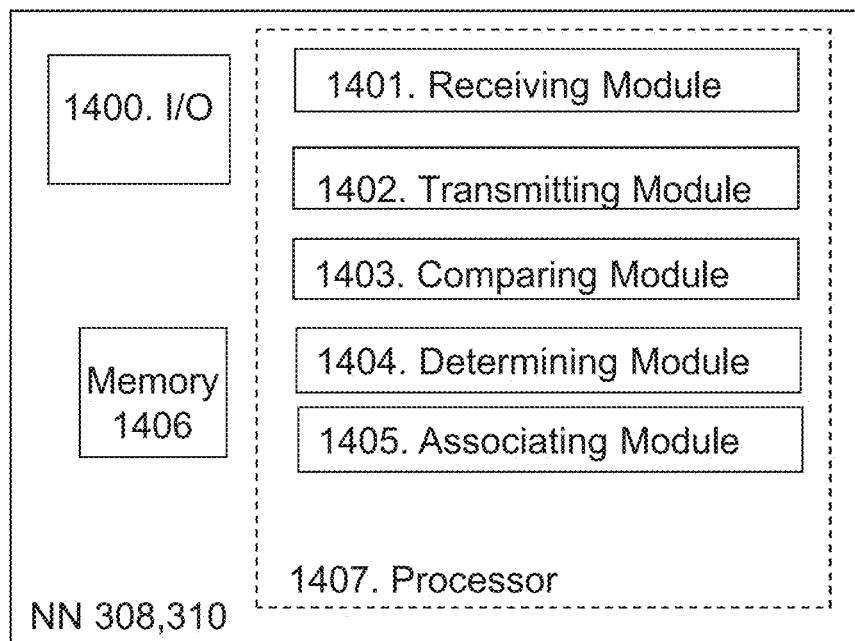 1400. I/O
1401. Receiving Module
1402. Transmitting Module
1403. Comparing Module
1404. Determining Module
1405. Associating Module
Memory
1406
1407. Processor
NN 308,310